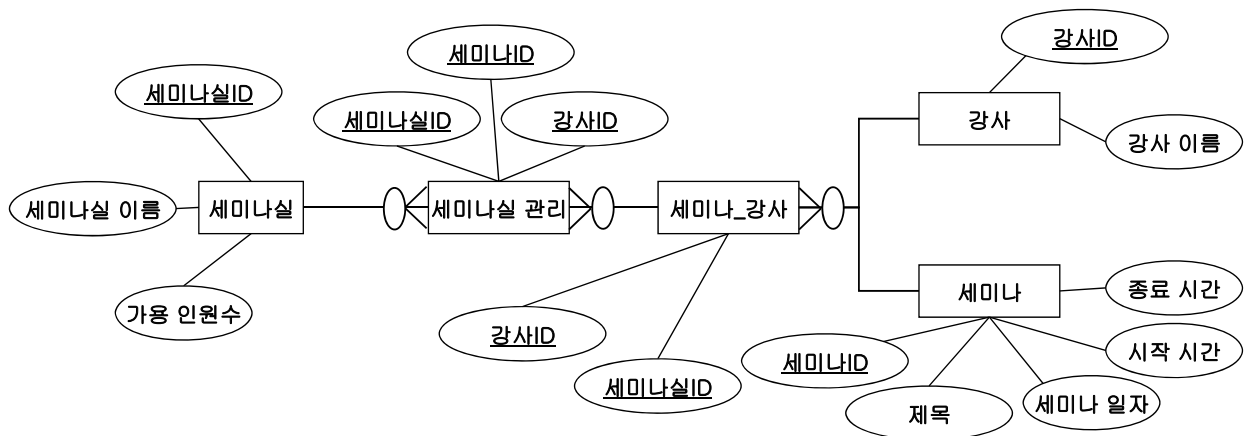 세미나ID
강사ID
세미나실ID
세미나실ID
강사ID
강사
강사 이름
세미나실 이름
세미나실
세미나실 관리
세미나_강사
가용 인원수
세미나
종료 시간
강사ID
세미나ID
시작 시간
세미나실ID
제목
세미나 일자